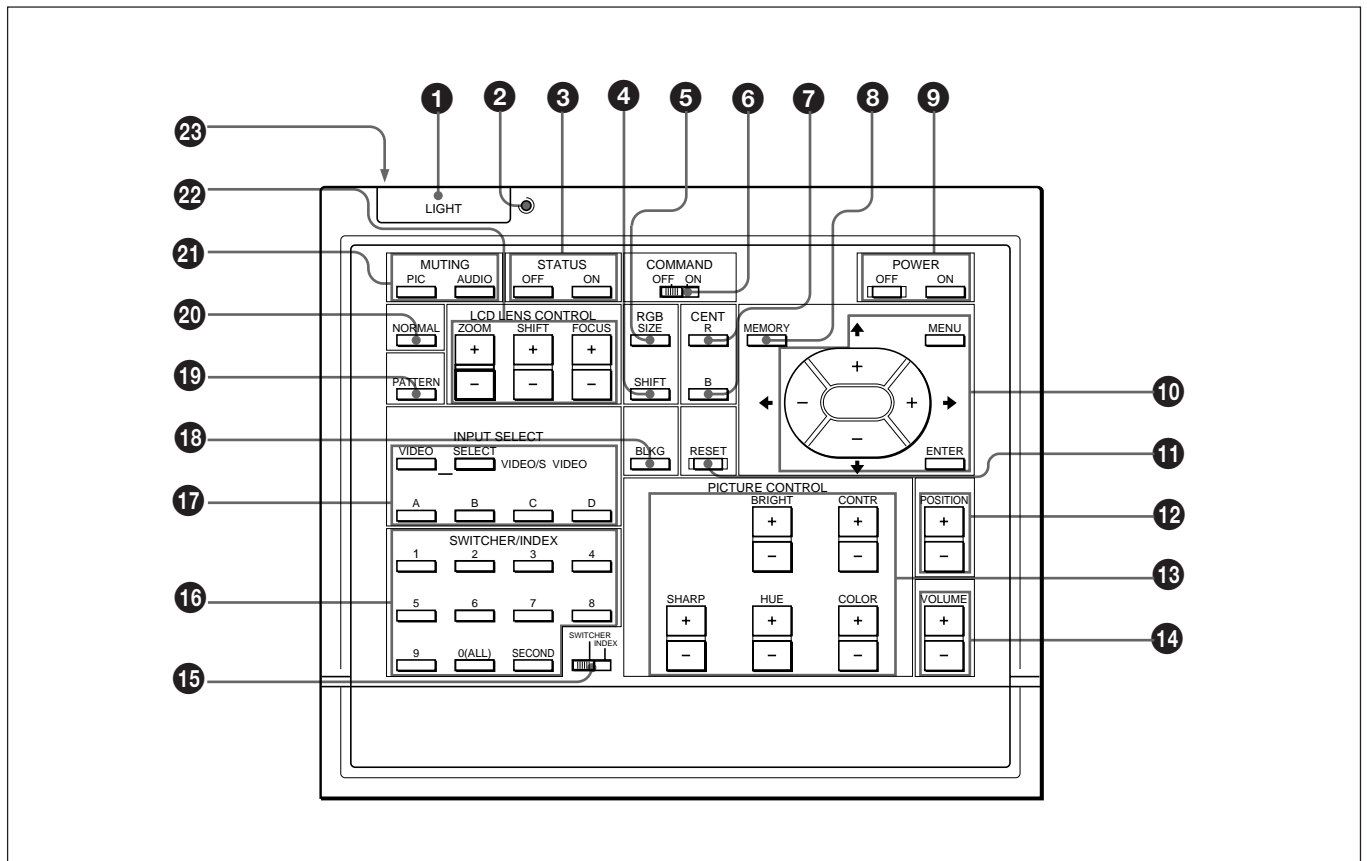 1 2 3 4 5 6 7 8 9
23
LIGHT
22
21
MUTING STATUS COMMAND POWER
PIC AUDIO OFF ON OFF ON OFF ON
20
LCD LENS CONTROL RGB CENT
NORMAL ZOOM SHIFT FOCUS SIZE R MEMORY MENU
+ + + +
19
PATTERN − − − SHIFT B − + 10
−
18
INPUT SELECT
VIDEO SELECT VIDEO/S VIDEO BLKG RESET ENTER
11
17
A B C D
PICTURE CONTROL
BRIGHT CONTR POSITION
+ + + 12
− − −
SWITCHER/INDEX
1 2 3 4
13
16
5 6 7 8
SHARP HUE COLOR VOLUME
+ + + + 14
− − − −
SWITCHER
INDEX
9 0(ALL) SECOND
15